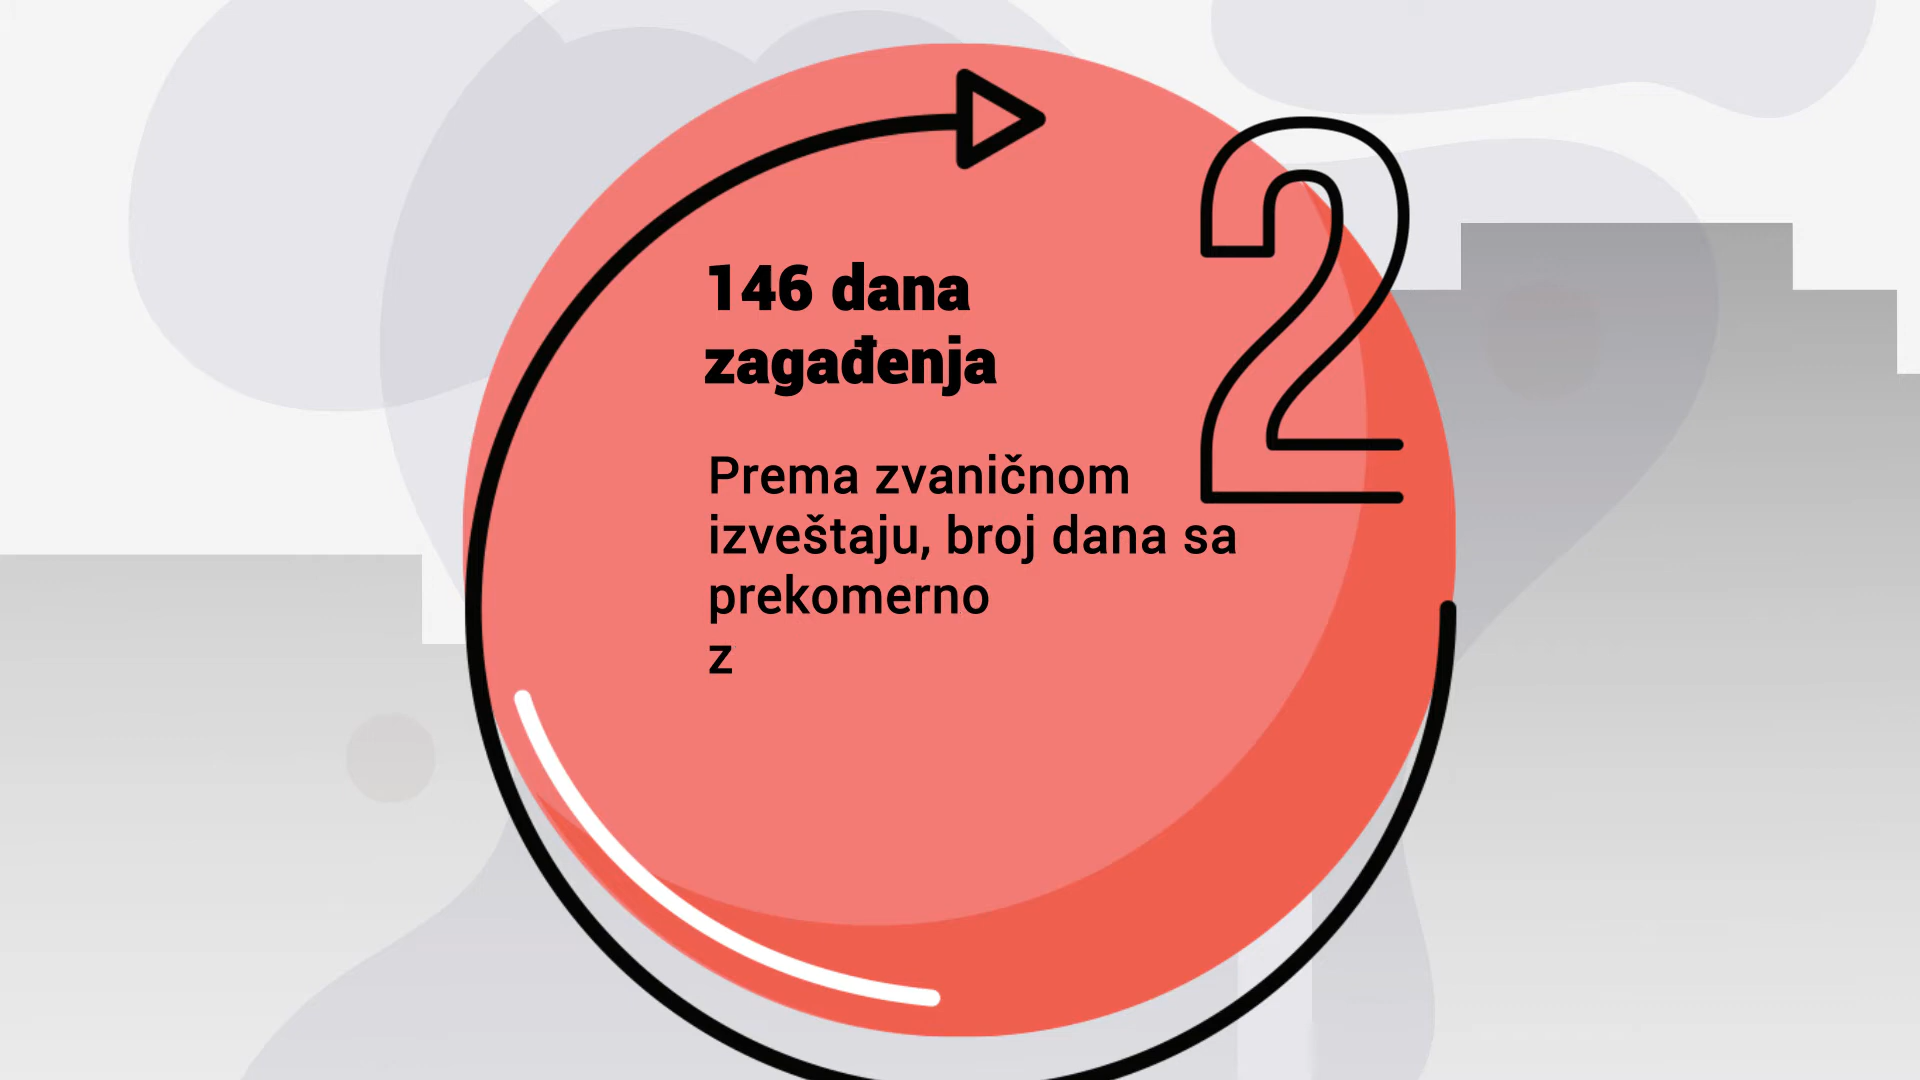 2
146 dana
zagađenja
Prema zvaničnom
izveštaju, broj dana sa
prekomerno
z